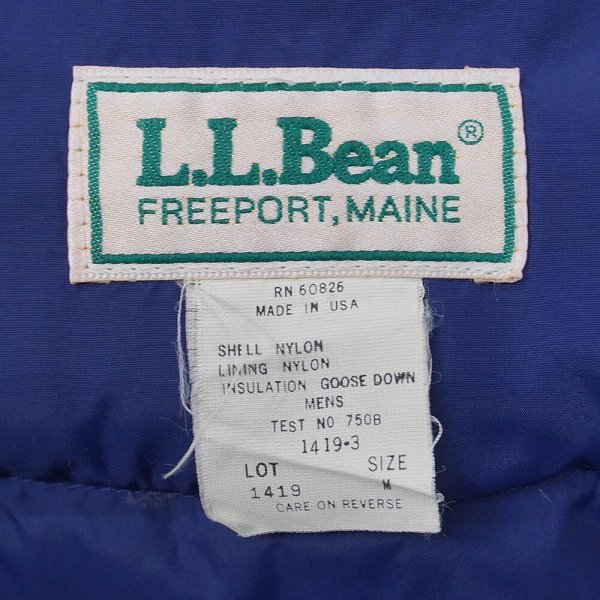 L.L.Bean®
FREEPORT, MAINE
RN 60826
MADE IN USA
SHELL NYLON
LINING NYLON
INSULATION GOOSE DOWN
MENS
TEST NO 750B
1419-3
LOT SIZE
1419 M
CARE ON REVERSE